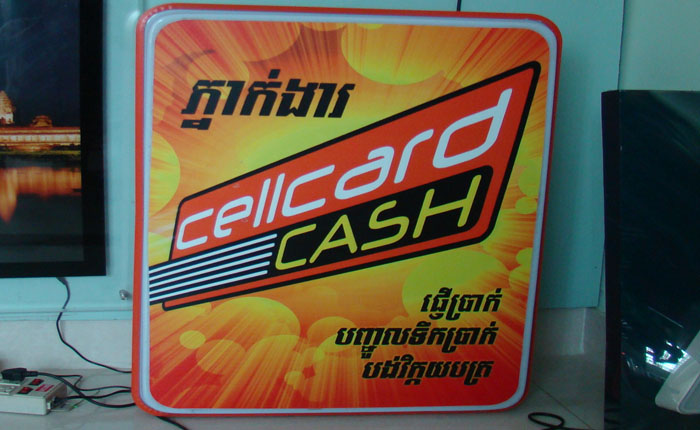 ភ្នាក់ងារ
cellcard
CASH
ផ្ញើប្រាក់
បញ្ចូលទឹកប្រាក់
បង់វិក្កយបត្រ